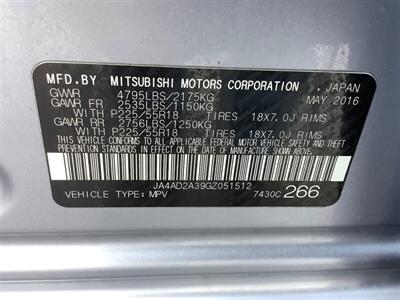 MFD.BY MITSUBISHI MOTORS CORPORATION , JAPAN
GVWR 4795LBS/2175KG MAY 2016
GAWR FR 2535LBS/1150KG
WITH P225/55R18 TIRES 18X7.0J RIMS
GAWR RR 2756LBS/1250KG
WITH P225/55R18 TIRES 18X7.0J RIMS
THIS VEHICLE CONFORMS TO ALL APPLICABLE FEDERAL MOTOR VEHICLE SAFETY, BUMPER, AND THEFT
PREVENTION STANDARDS IN EFFECT ON THE DATE OF MANUFACTURE SHOWN ABOVE.
JA4AD2A39GZ051512
VEHICLE TYPE: MPV 7430C 266